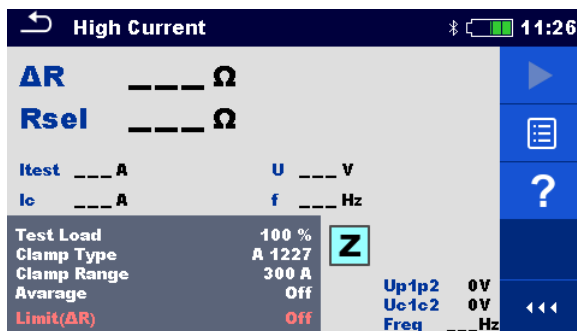 High Current 11:26
ΔR ___ Ω
Rsel ___ Ω
Itest ___ A U ___ V
Ic ___ A f ___ Hz
Test Load 100 %
Clamp Type A 1227
Clamp Range 300 A
Avarage Off
Limit(ΔR) Off
Z
Up1p2 0V
Uc1c2 0V
Freq ___Hz
?